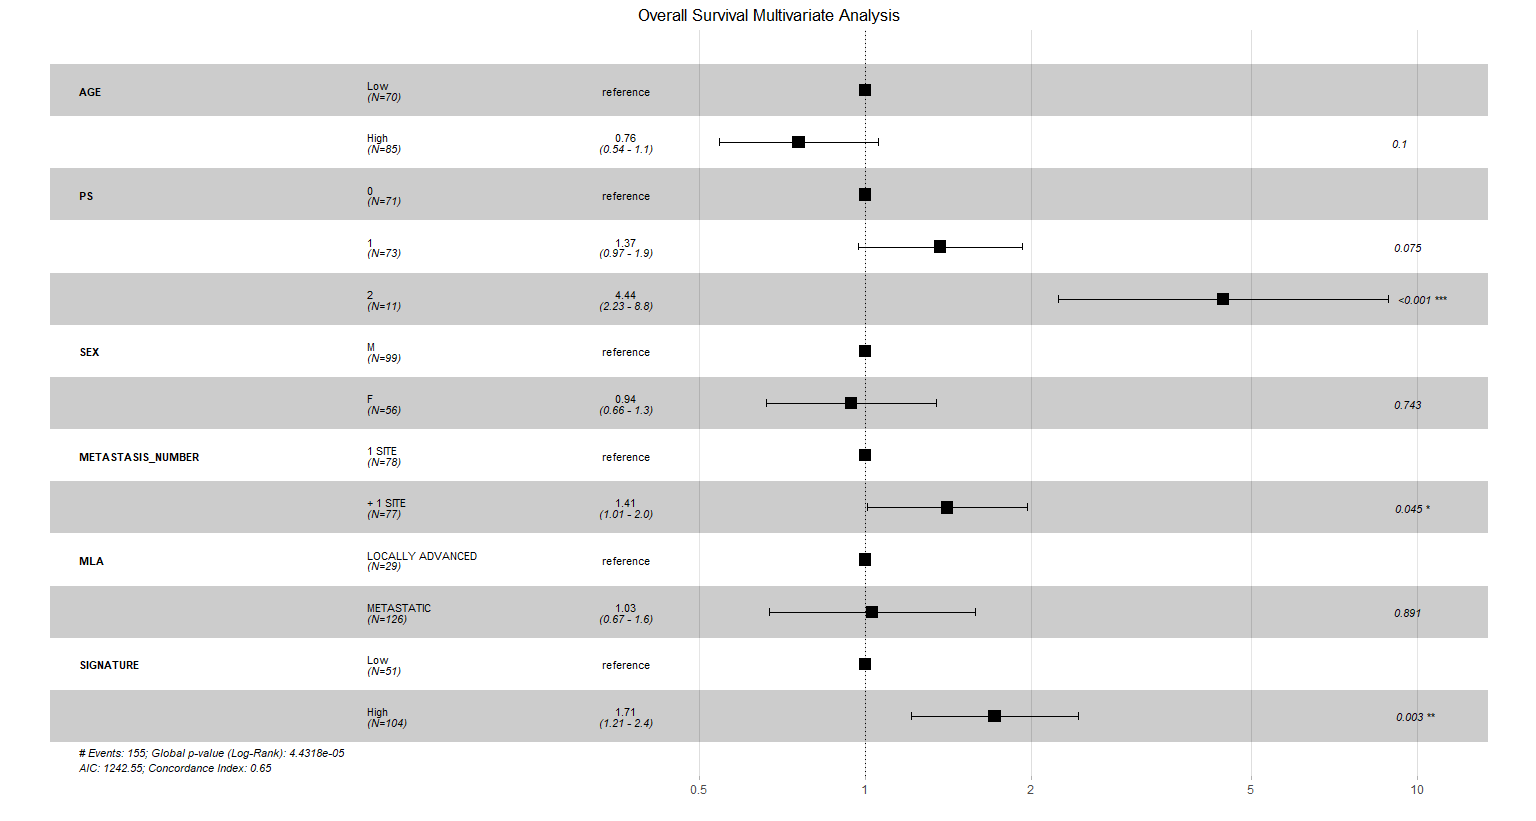 Overall Survival Multivariate Analysis
AGE
Low
(N=70)
reference
High
(N=85)
0.76
(0.54 - 1.1)
0.1
PS
0
(N=71)
reference
1
(N=73)
1.37
(0.97 - 1.9)
0.075
2
(N=11)
4.44
(2.23 - 8.8)
<0.001 ***
SEX
M
(N=99)
reference
F
(N=56)
0.94
(0.66 - 1.3)
0.743
METASTASIS_NUMBER
1 SITE
(N=78)
reference
+ 1 SITE
(N=77)
1.41
(1.01 - 2.0)
0.045 *
MLA
LOCALLY ADVANCED
(N=29)
reference
METASTATIC
(N=126)
1.03
(0.67 - 1.6)
0.891
SIGNATURE
Low
(N=51)
reference
High
(N=104)
1.71
(1.21 - 2.4)
0.003 **
# Events: 155; Global p-value (Log-Rank): 4.4318e-05
AIC: 1242.55; Concordance Index: 0.65
0.5 1 2 5 10